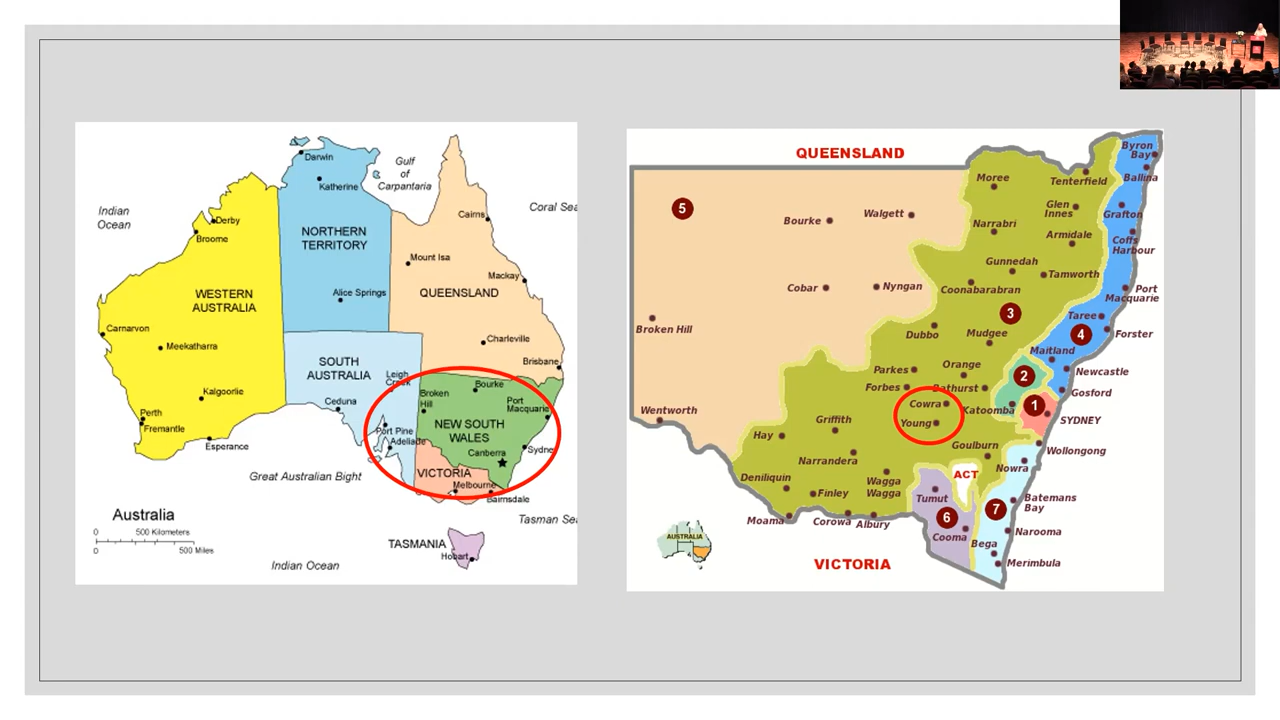 Indian
Ocean
Darwin
Katherine
Gulf
of
Carpantaria
Coral Sea
Cairns
Derby
Broome
NORTHERN
TERRITORY
Mount Isa
Mackay
WESTERN
AUSTRALIA
Alice Springs
QUEENSLAND
Carnarvon
Meekatharra
Charleville
SOUTH
AUSTRALIA
Brisbane
Leigh
Creek
Bourke
Kalgoorlie
Ceduna
Broken
Hill
Port
Macquarie
Perth
Fremantle
NEW SOUTH
WALES
Port Pine
Adelaide
Esperance
Canberra
Sydney
Great Australian Bight
VICTORIA
Melbourne
Bairnsdale
Australia
Tasman Sea
0 500 Kilometers
0 500 Miles
TASMANIA
Hobart
Indian Ocean
QUEENSLAND
Byron
Bay
Moree
Tenterfield
Ballina
5
Bourke
Walgett
Glen
Innes
Grafton
Narrabri
Armidale
Coffs
Harbour
Gunnedah
Tamworth
Cobar
Nyngan
Coonabarabran
Port
Macquarie
Broken Hill
3
Taree
Dubbo
Mudgee
4
Forster
Maitland
Parkes
Orange
2
Newcastle
Forbes
Bathurst
Gosford
Wentworth
Cowra
Katoomba
1
SYDNEY
Griffith
Young
Hay
Goulburn
Wollongong
Narrandera
Nowra
Deniliquin
Wagga
Wagga
ACT
Finley
Tumut
Batemans
Bay
Moama
Corowa
Albury
6
7
Cooma
Narooma
Bega
AUSTRALIA
VICTORIA
Merimbula